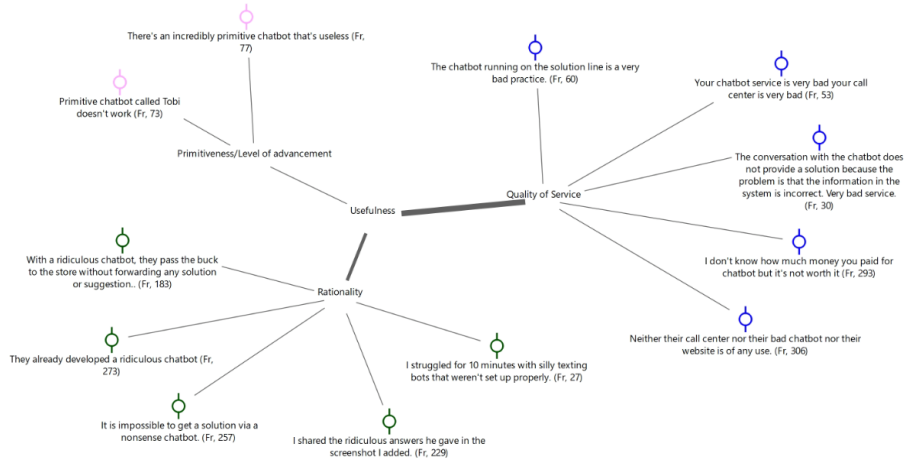 There's an incredibly primitive chatbot that's useless (Fr,
77)
The chatbot running on the solution line is a very
bad practice. (Fr, 60)
Your chatbot service is very bad your call
center is very bad (Fr, 53)
Primitive chatbot called Tobi
doesn't work (Fr, 73)
Primitiveness/Level of advancement
The conversation with the chatbot does
not provide a solution because the
problem is that the information in the
system is incorrect. Very bad service.
(Fr, 30)
Quality of Service
Usefulness
With a ridiculous chatbot, they pass the buck
to the store without forwarding any solution
or suggestion.. (Fr, 183)
I don't know how much money you paid for
chatbot but it's not worth it (Fr, 293)
Rationality
Neither their call center nor their bad chatbot nor their
website is of any use. (Fr, 306)
They already developed a ridiculous chatbot (Fr,
273)
I struggled for 10 minutes with silly texting
bots that weren't set up properly. (Fr, 27)
It is impossible to get a solution via a
nonsense chatbot. (Fr, 257)
I shared the ridiculous answers he gave in the
screenshot I added. (Fr, 229)